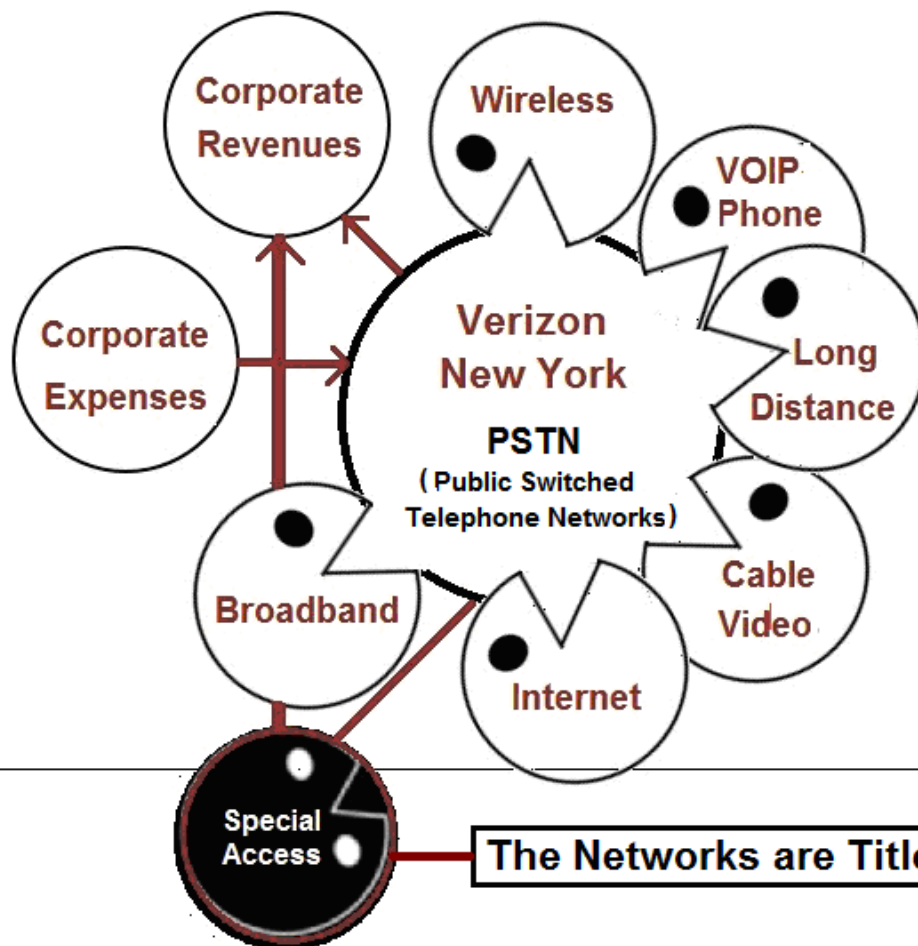 Corporate
Revenues
Wireless
VOIP
Phone
Corporate
Expenses
Verizon
New York
PSTN
( Public Switched
Telephone Networks)
Long
Distance
Broadband
Cable
Video
Internet
Special
Access
The Networks are Title